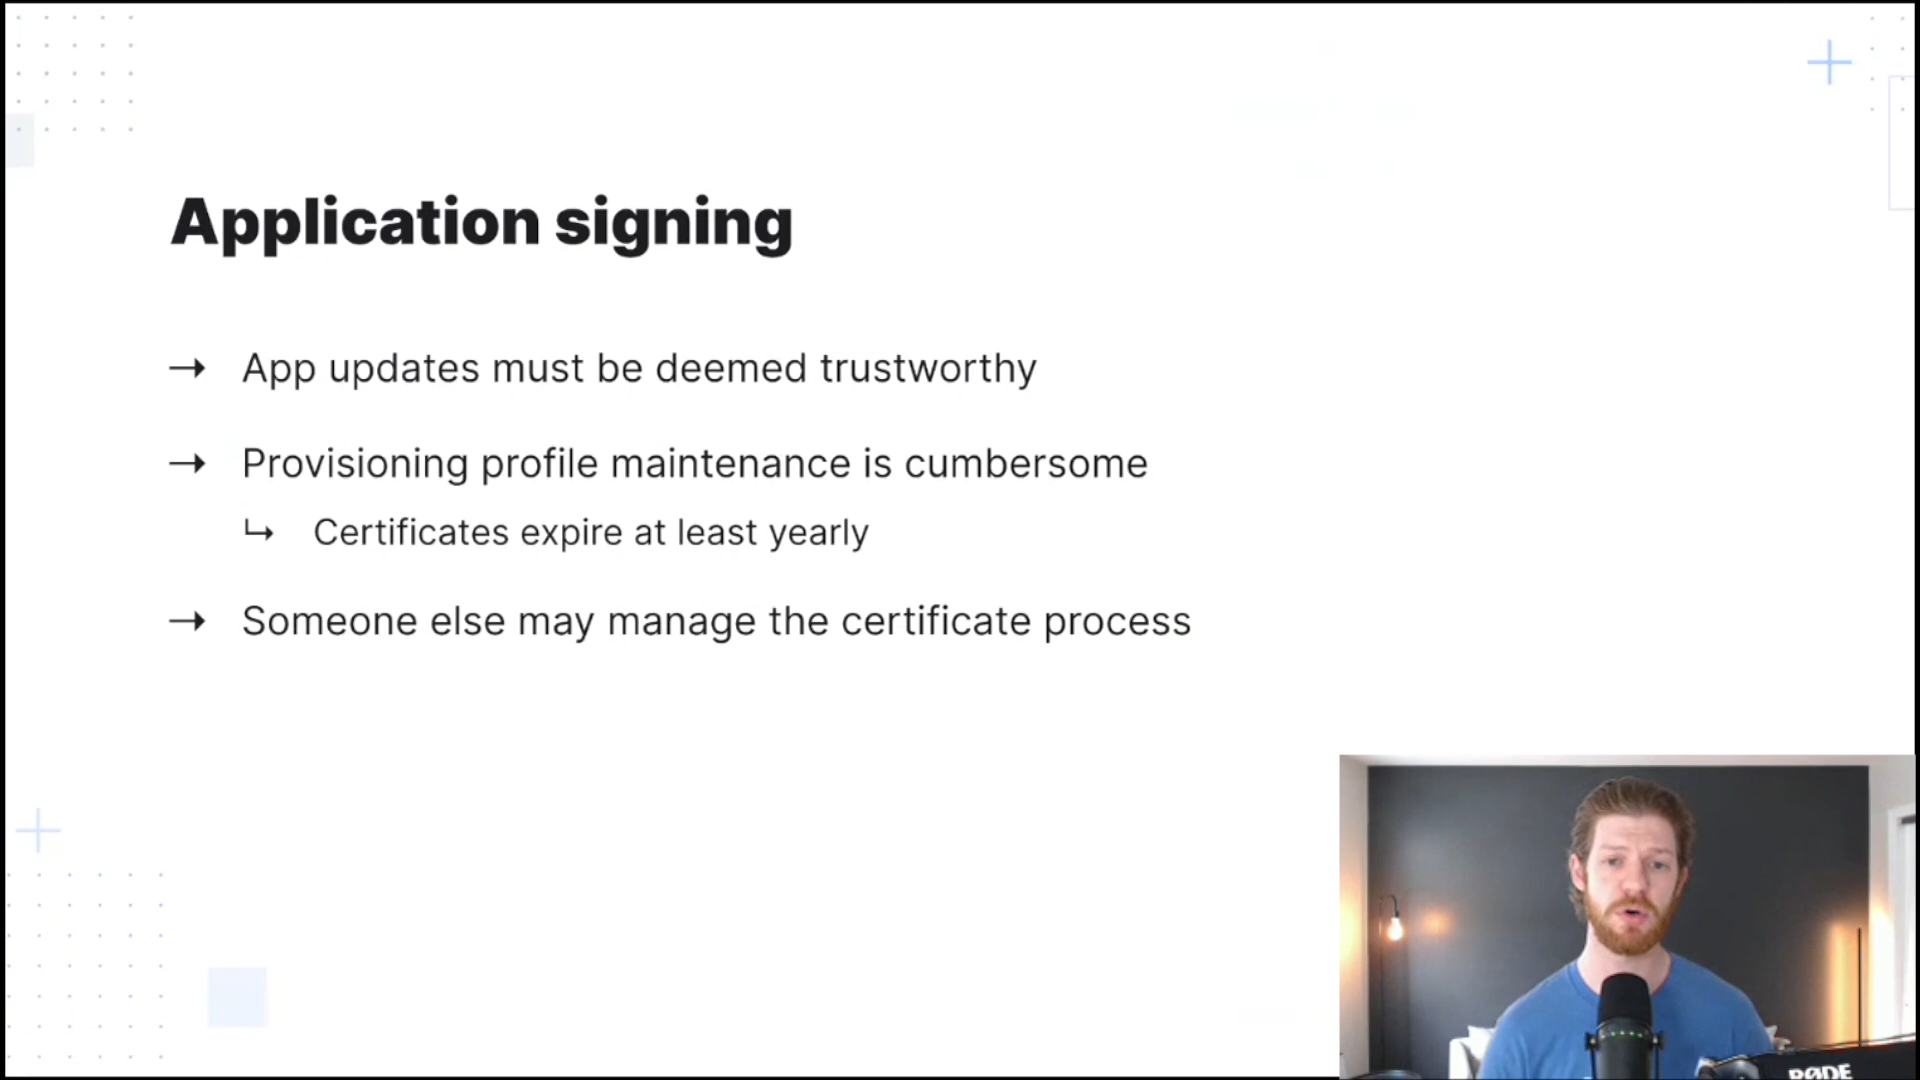 Application signing
→ App updates must be deemed trustworthy
→ Provisioning profile maintenance is cumbersome
↳ Certificates expire at least yearly
→ Someone else may manage the certificate process
RØDE